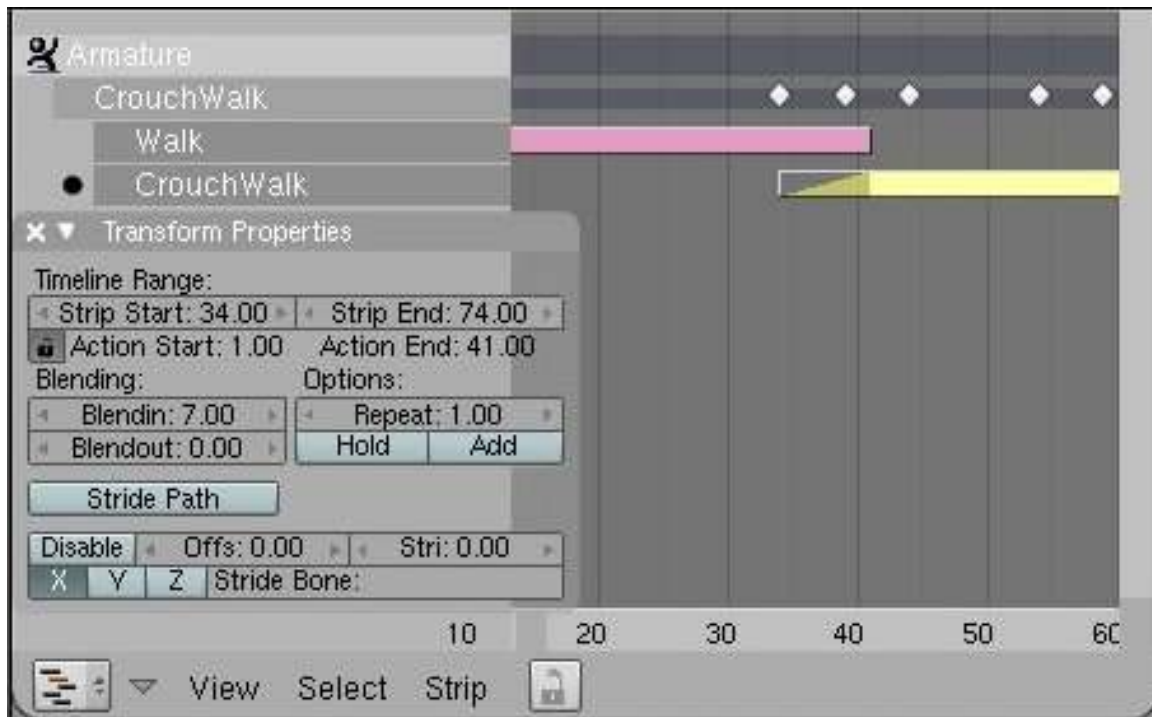 Armature
CrouchWalk
Walk
CrouchWalk
Transform Properties
Timeline Range:
Strip Start: 34.00 Strip End: 74.00
Action Start: 1.00 Action End: 41.00
Blending: Options:
Blendin: 7.00 Repeat: 1.00
Blendout: 0.00 Hold Add
Stride Path
Disable Offs: 0.00 Stri: 0.00
X Y Z Stride Bone:
10 20 30 40 50 60
View Select Strip